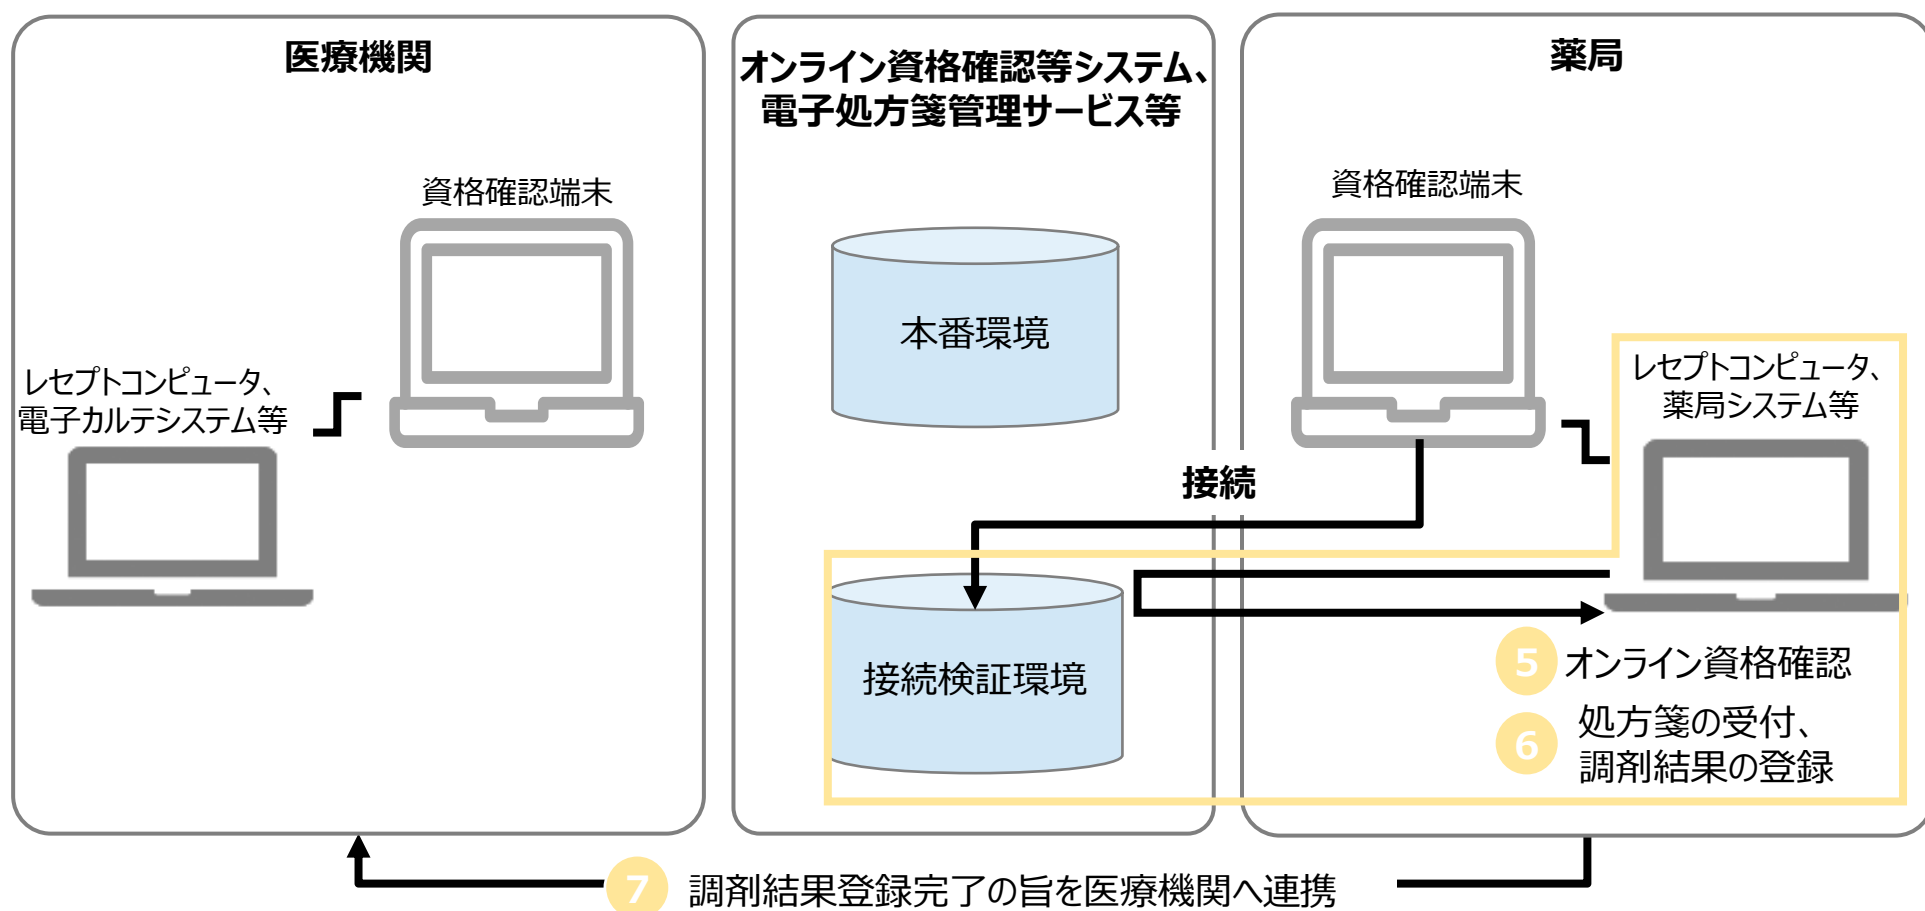 医療機関
資格確認端末
レセプトコンピュータ、
電子カルテシステム等
オンライン資格確認等システム、
電子処方箋管理サービス等
本番環境
接続
接続検証環境
薬局
資格確認端末
レセプトコンピュータ、
薬局システム等
5 オンライン資格確認
6 処方箋の受付、
調剤結果の登録
7 調剤結果登録完了の旨を医療機関へ連携